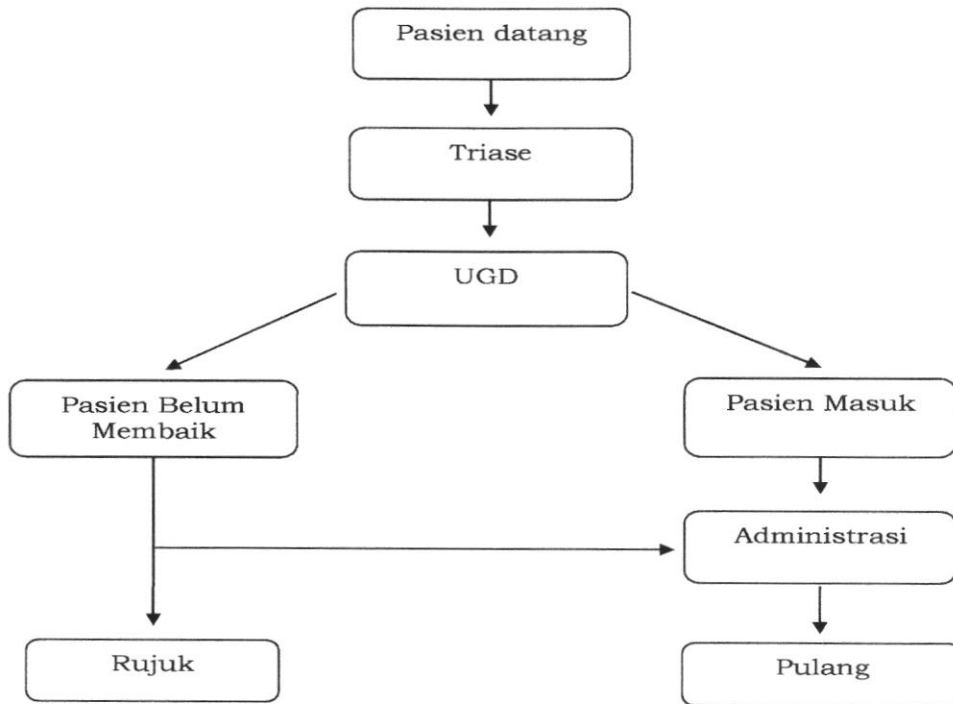 Pasien datang
Triase
UGD
Pasien Belum
Membaik
Pasien Masuk
Administrasi
Rujuk
Pulang